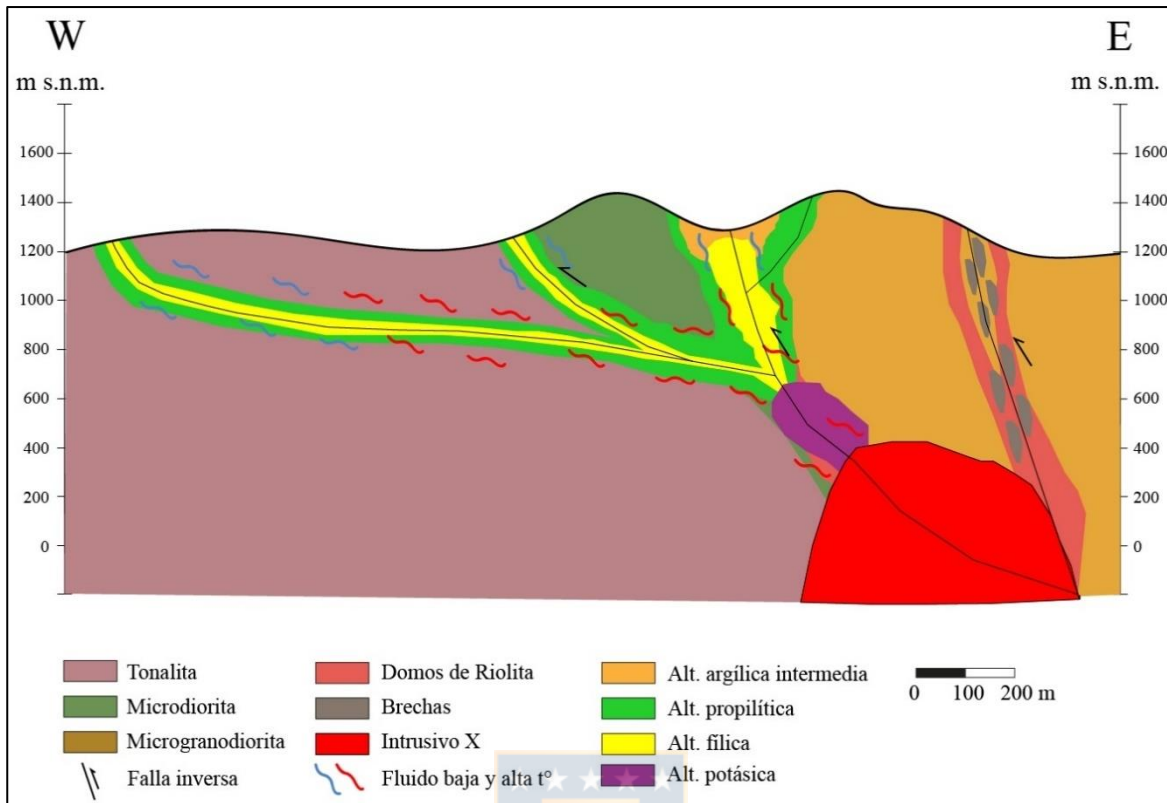 W E
m s.n.m. m s.n.m.
1600 1600
1400 1400
1200 1200
1000 1000
800 800
600 600
400 400
200 200
0 0
Tonalita Domos de Riolita Alt. argílica intermedia
0 100 200 m
Microdiorita Brechas Alt. propilítica
Microgranodiorita Intrusivo X Alt. fílica
Falla inversa Fluido baja y alta t° Alt. potásica